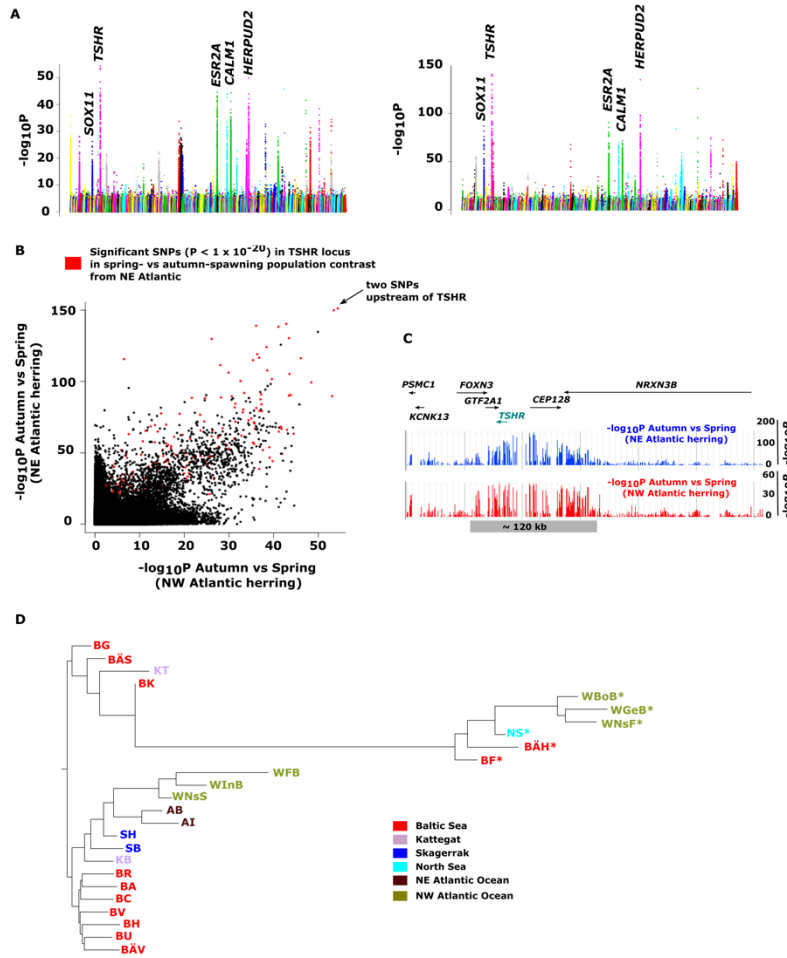 A
TSHR
SOX11
ESR2A
CALM1
HERPUD2
-log10P
50
40
30
20
10
0
TSHR
SOX11
ESR2A
CALM1
HERPUD2
-log10P
150
100
50
0
B
Significant SNPs (P < 1 x 10-20) in TSHR locus
in spring- vs autumn-spawning population contrast
from NE Atlantic
two SNPs
upstream of TSHR
-log10P Autumn vs Spring
(NE Atlantic herring)
150
100
50
0
0 10 20 30 40 50
-log10P Autumn vs Spring
(NW Atlantic herring)
C
PSMC1 FOXN3 NRXN3B
GTF2A1 CEP128
KCNK13 TSHR
-log10P Autumn vs Spring
(NE Atlantic herring)
200
100
0
-log10P
-log10P Autumn vs Spring
(NW Atlantic herring)
60
30
0
-log10P
~ 120 kb
D
BG
BÄS
KT
BK
WBoB*
WGeB*
WNsF*
NS*
BÄH*
BF*
WFB
WInB
WNsS
AB
AI
SH
SB
KB
BR
BA
BC
BV
BH
BU
BÄV
Baltic Sea
Kattegat
Skagerrak
North Sea
NE Atlantic Ocean
NW Atlantic Ocean